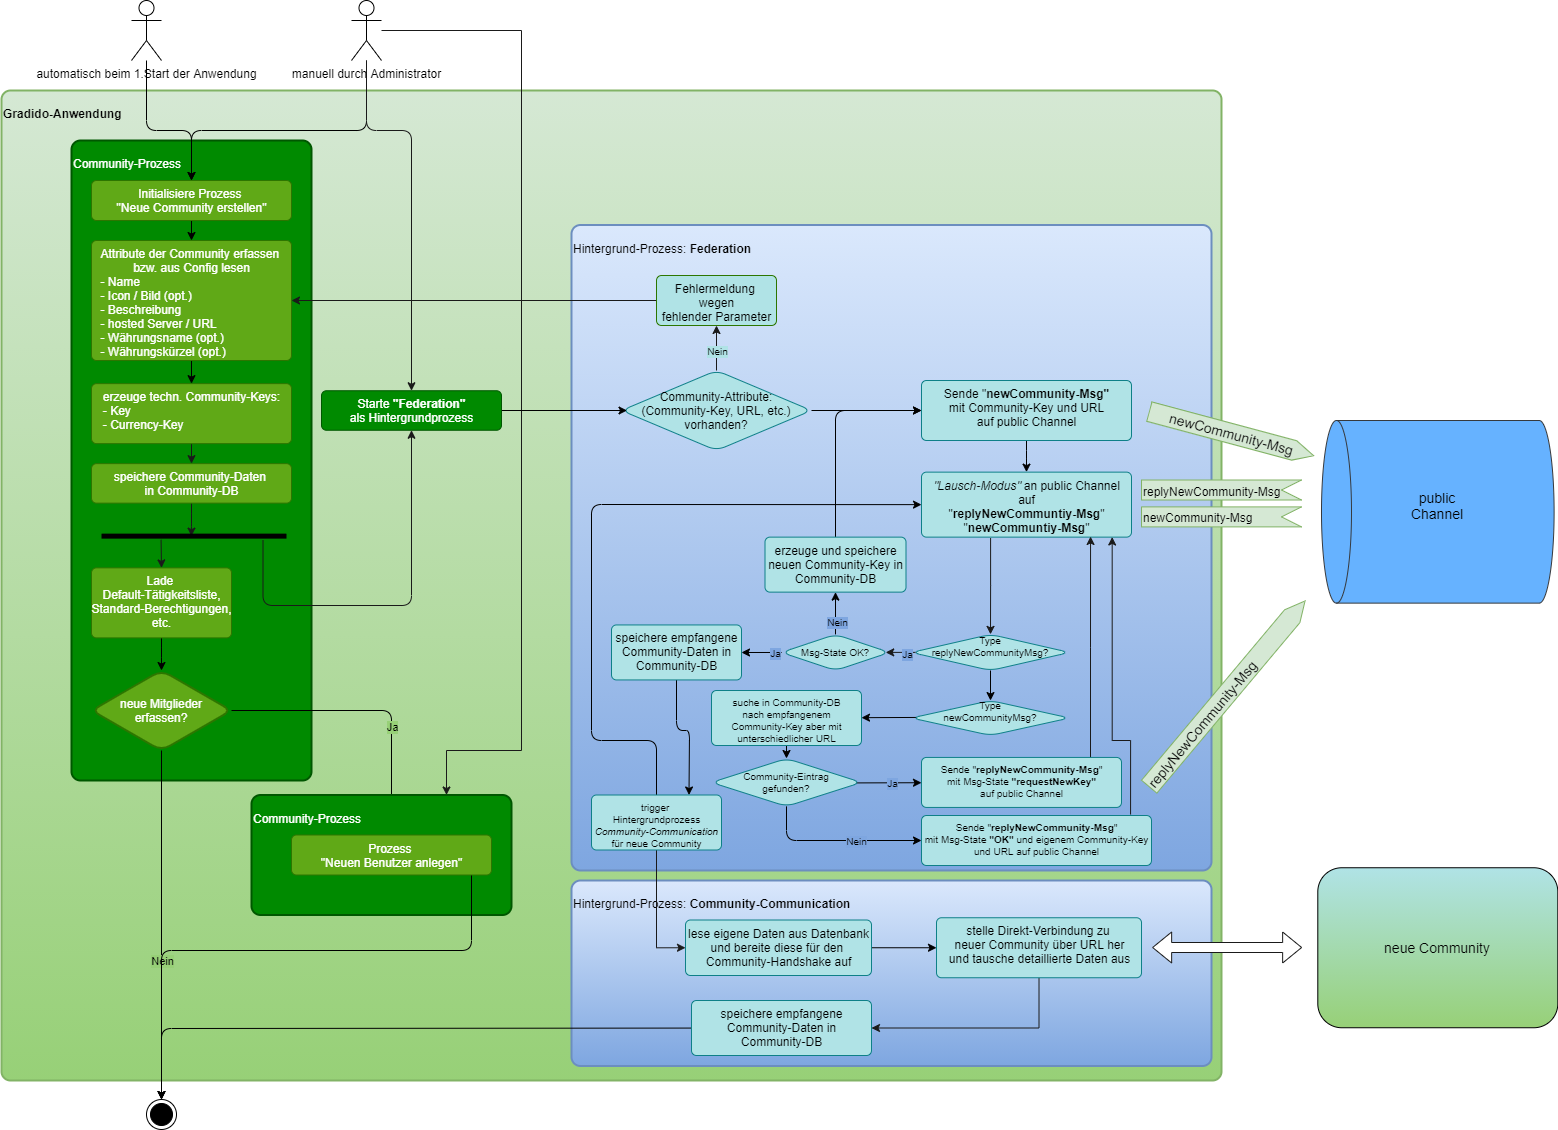 automatisch beim 1.Start der Anwendung
manuell durch Administrator
Gradido-Anwendung
Community-Prozess
Initialisiere Prozess
"Neue Community erstellen"
Attribute der Community erfassen
bzw. aus Config lesen
- Name
- Icon / Bild (opt.)
- Beschreibung
- hosted Server / URL
- Währungsname (opt.)
- Währungskürzel (opt.)
erzeuge techn. Community-Keys:
- Key
- Currency-Key
speichere Community-Daten
in Community-DB
Lade
Default-Tätigkeitsliste,
Standard-Berechtigungen,
etc.
neue Mitglieder
erfassen?
Ja
Nein
Community-Prozess
Prozess
"Neuen Benutzer anlegen"
Starte "Federation"
als Hintergrundprozess
Hintergrund-Prozess: Federation
Fehlermeldung
wegen
fehlender Parameter
Nein
Community-Attribute:
(Community-Key, URL, etc.)
vorhanden?
Sende "newCommunity-Msg"
mit Community-Key und URL
auf public Channel
"Lausch-Modus" an public Channel
auf
"replyNewCommuntiy-Msg"
"newCommuntiy-Msg"
erzeuge und speichere
neuen Community-Key in
Community-DB
Nein
speichere empfangene
Community-Daten in
Community-DB
Ja
Msg-State OK?
Ja
Type
replyNewCommunityMsg?
Type
newCommunityMsg?
suche in Community-DB
nach empfangenem
Community-Key aber mit
unterschiedlicher URL
Community-Eintrag
gefunden?
Ja
Sende "replyNewCommunity-Msg"
mit Msg-State "requestNewKey"
auf public Channel
Nein
Sende "replyNewCommunity-Msg"
mit Msg-State "OK" und eigenem Community-Key
und URL auf public Channel
trigger
Hintergrundprozess
Community-Communication
für neue Community
newCommunity-Msg
replyNewCommunity-Msg
newCommunity-Msg
replyNewCommunity-Msg
public
Channel
Hintergrund-Prozess: Community-Communication
lese eigene Daten aus Datenbank
und bereite diese für den
Community-Handshake auf
stelle Direkt-Verbindung zu
neuer Community über URL her
und tausche detaillierte Daten aus
speichere empfangene
Community-Daten in
Community-DB
neue Community